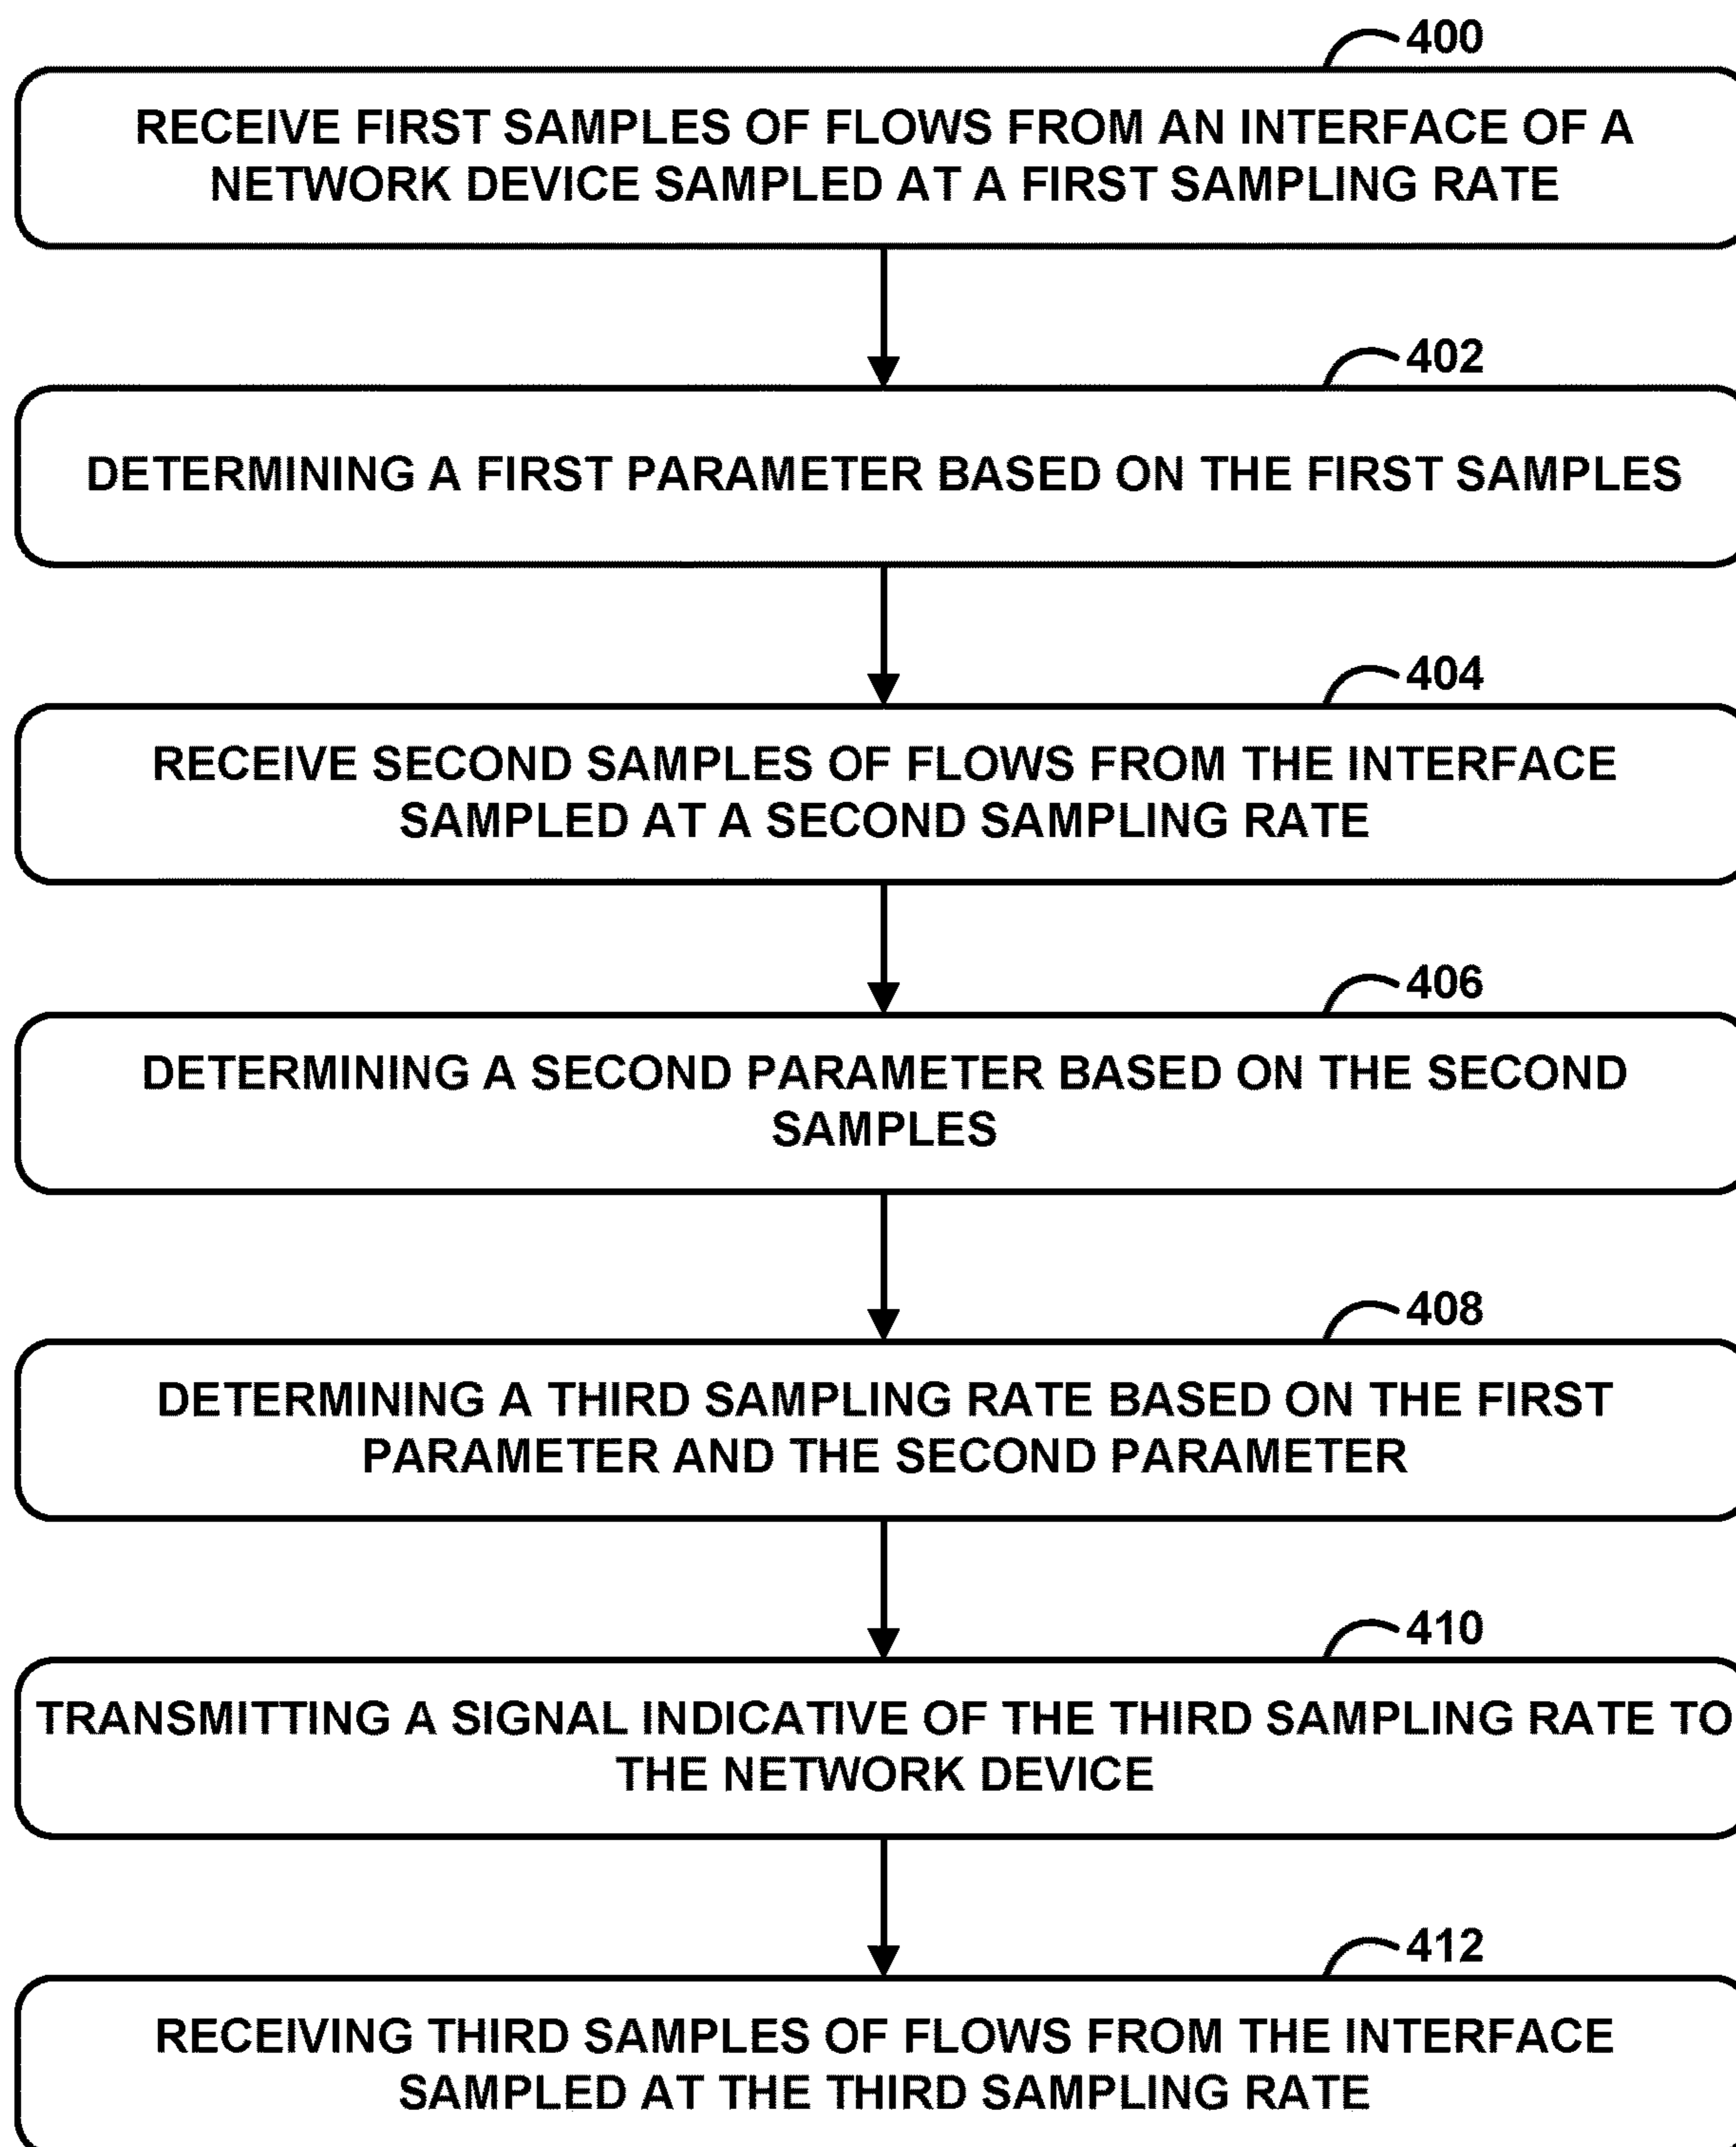 400
RECEIVE FIRST SAMPLES OF FLOWS FROM AN INTERFACE OF A
NETWORK DEVICE SAMPLED AT A FIRST SAMPLING RATE
402
DETERMINING A FIRST PARAMETER BASED ON THE FIRST SAMPLES
404
RECEIVE SECOND SAMPLES OF FLOWS FROM THE INTERFACE
SAMPLED AT A SECOND SAMPLING RATE
406
DETERMINING A SECOND PARAMETER BASED ON THE SECOND
SAMPLES
408
DETERMINING A THIRD SAMPLING RATE BASED ON THE FIRST
PARAMETER AND THE SECOND PARAMETER
410
TRANSMITTING A SIGNAL INDICATIVE OF THE THIRD SAMPLING RATE TO
THE NETWORK DEVICE
412
RECEIVING THIRD SAMPLES OF FLOWS FROM THE INTERFACE
SAMPLED AT THE THIRD SAMPLING RATE